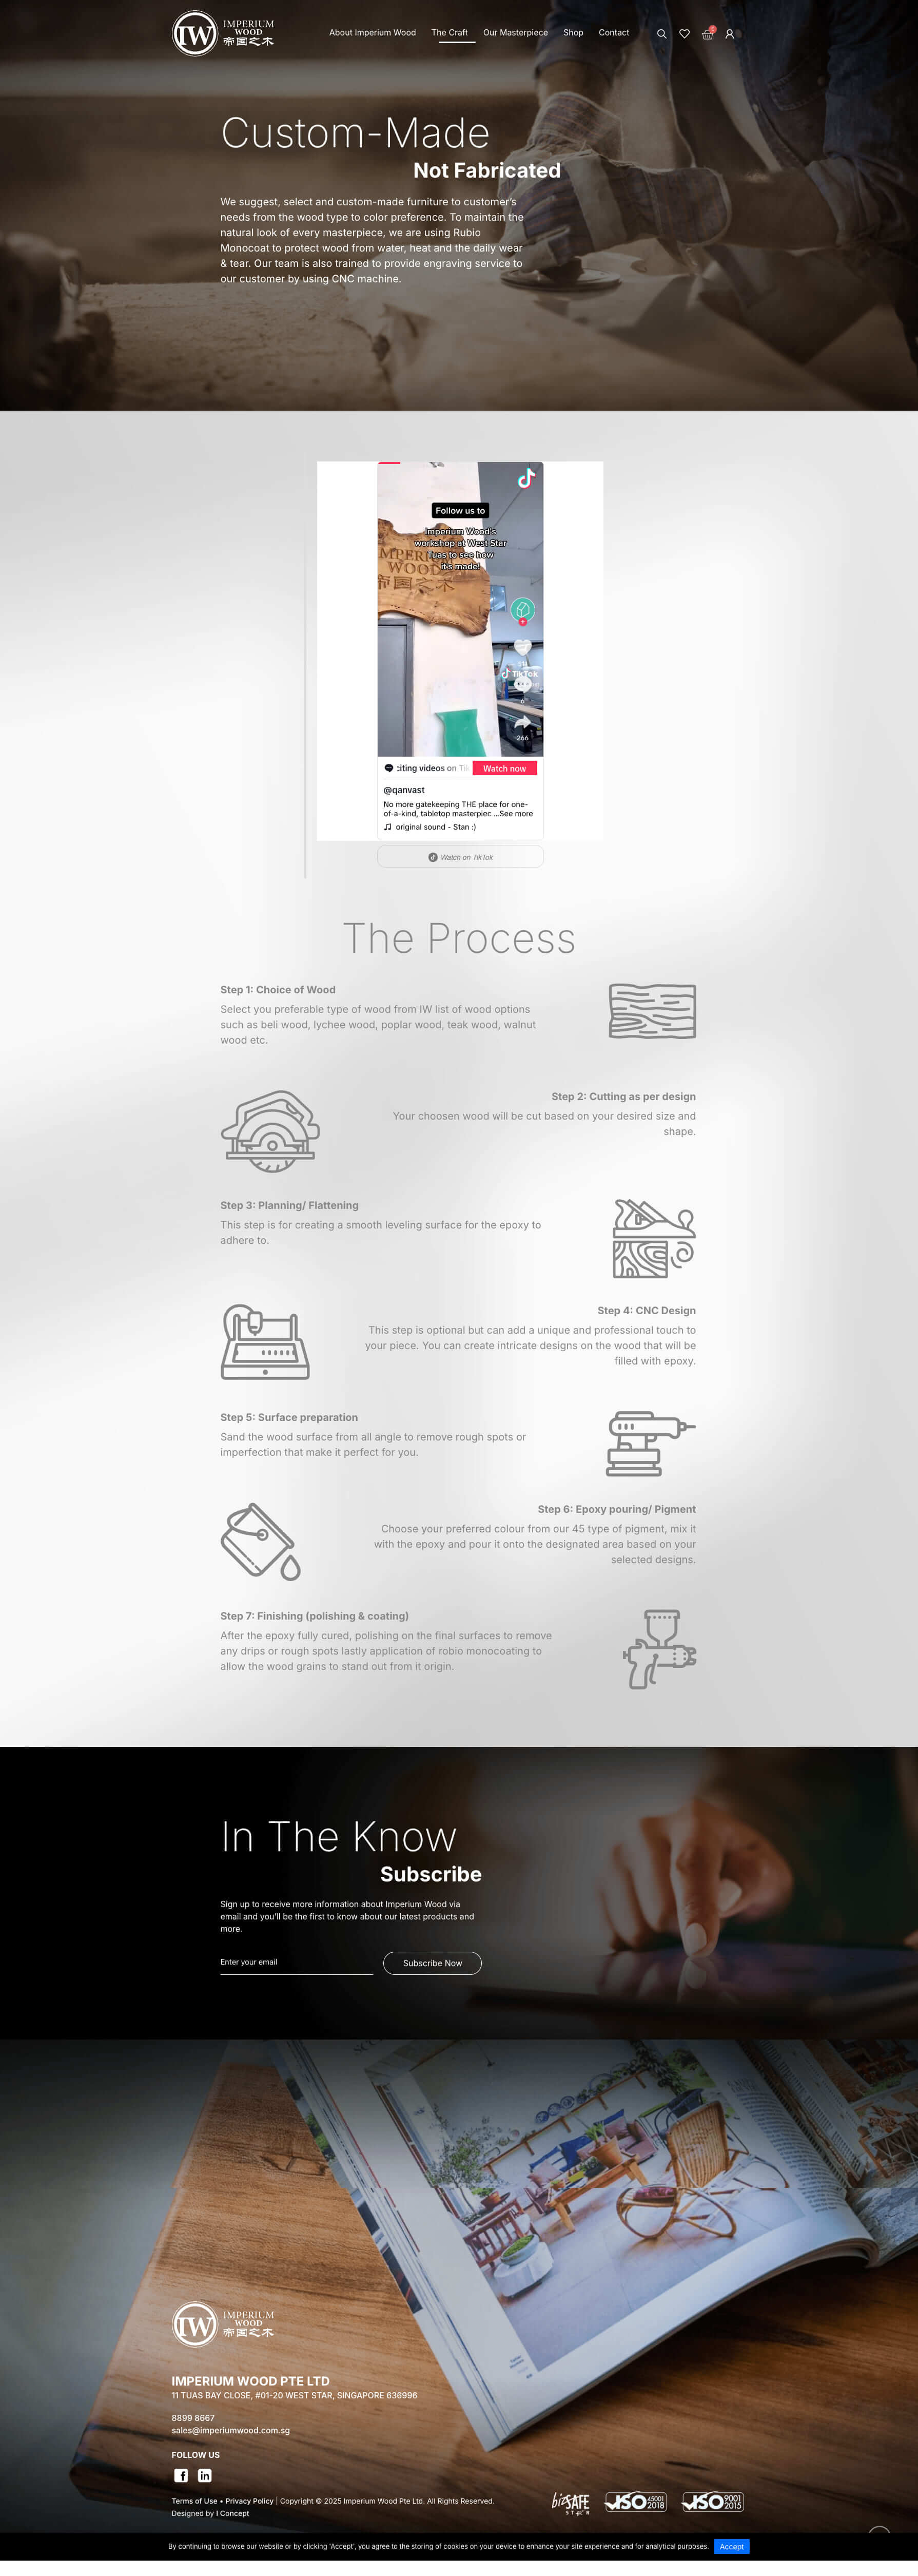 IMPERIUM
WOOD
帝国之木
IW
About Imperium Wood
The Craft
Our Masterpiece
Shop
Contact
0
Custom-Made
Not Fabricated
We suggest, select and custom-made furniture to customer's
needs from the wood type to color preference. To maintain the
natural look of every masterpiece, we are using Rubio
Monocoat to protect wood from water, heat and the daily wear
& tear. Our team is also trained to provide engraving service to
our customer by using CNC machine.
Follow us to
Imperium Wood's
workshop at West Star
Tuas to see how
it's made!
WOOD
帝国之木
TikTok
6
266
citing videos on Tik
Watch now
@qanvast
No more gatekeeping THE place for one-
of-a-kind, tabletop masterpiec ...See more
original sound - Stan :)
Watch on TikTok
The Process
Step 1: Choice of Wood
Select you preferable type of wood from IW list of wood options
such as beli wood, lychee wood, poplar wood, teak wood, walnut
wood etc.
Step 2: Cutting as per design
Your choosen wood will be cut based on your desired size and
shape.
Step 3: Planning/ Flattening
This step is for creating a smooth leveling surface for the epoxy to
adhere to.
Step 4: CNC Design
This step is optional but can add a unique and professional touch to
your piece. You can create intricate designs on the wood that will be
filled with epoxy.
Step 5: Surface preparation
Sand the wood surface from all angle to remove rough spots or
imperfection that make it perfect for you.
Step 6: Epoxy pouring/ Pigment
Choose your preferred colour from our 45 type of pigment, mix it
with the epoxy and pour it onto the designated area based on your
selected designs.
Step 7: Finishing (polishing & coating)
After the epoxy fully cured, polishing on the final surfaces to remove
any drips or rough spots lastly application of robio monocoating to
allow the wood grains to stand out from it origin.
In The Know
Subscribe
Sign up to receive more information about Imperium Wood via
email and you'll be the first to know about our latest products and
more.
Enter your email
Subscribe Now
IW
IMPERIUM
WOOD
帝国之木
IMPERIUM WOOD PTE LTD
11 TUAS BAY CLOSE, #01-20 WEST STAR, SINGAPORE 636996
8899 8667
sales@imperiumwood.com.sg
FOLLOW US
Terms of Use • Privacy Policy | Copyright © 2025 Imperium Wood Pte Ltd. All Rights Reserved.
Designed by I Concept
bizSAFE
STAR
ISO 45001 2018
ISO 9001 2015
By continuing to browse our website or by clicking 'Accept', you agree to the storing of cookies on your device to enhance your site experience and for analytical purposes.
Accept